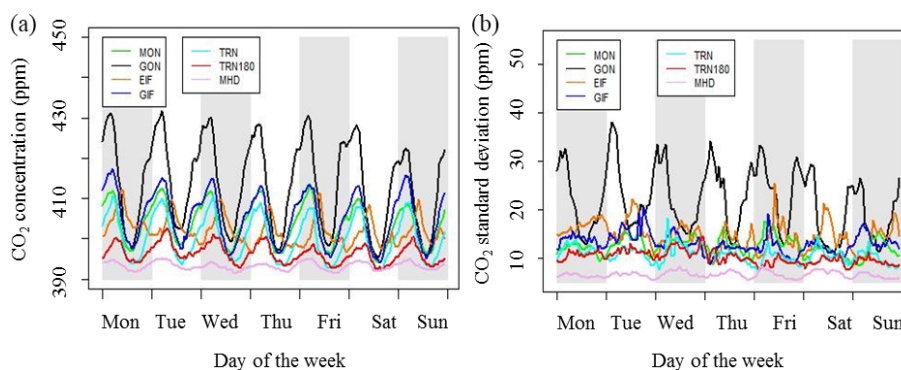 (a)
CO₂ concentration (ppm)
450
430
410
390
MON
GON
EIF
GIF
TRN
TRN180
MHD
Mon Tue Wed Thu Fri Sat Sun
Day of the week
(b)
CO₂ standard deviation (ppm)
50
40
30
20
10
MON
GON
EIF
GIF
TRN
TRN180
MHD
Mon Tue Wed Thu Fri Sat Sun
Day of the week